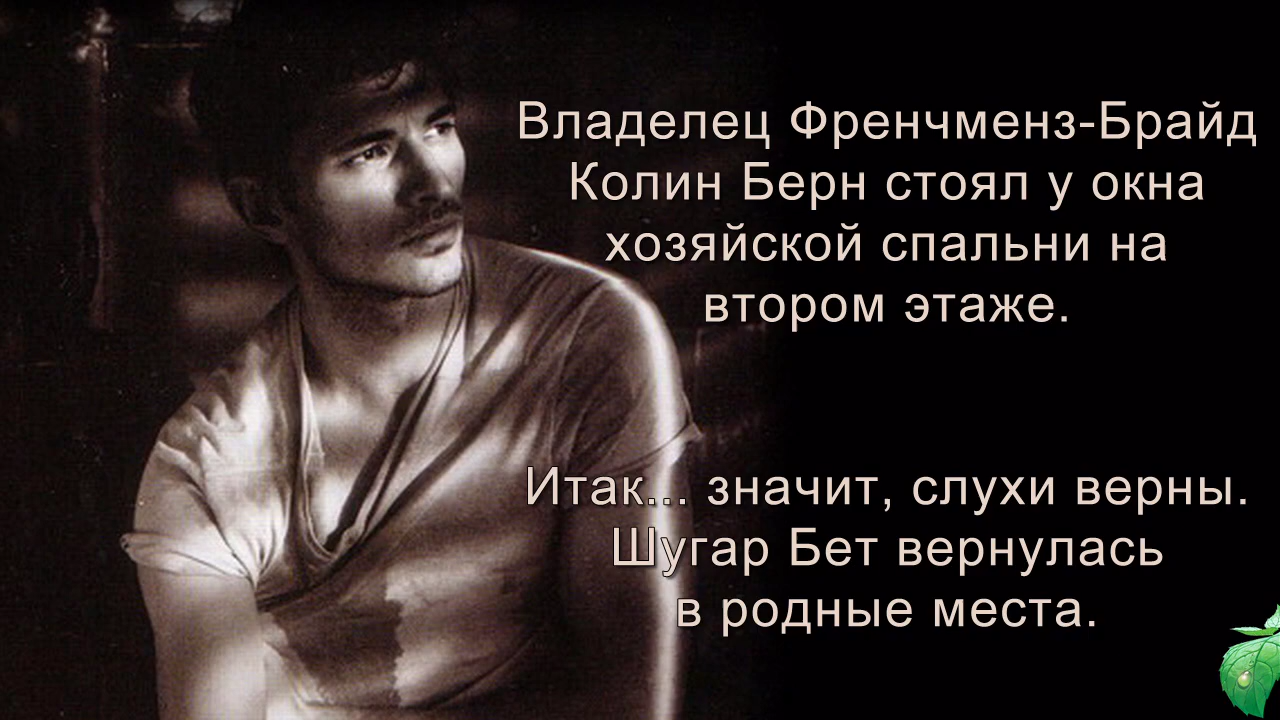 Владелец Френчменз-Брайд
Колин Берн стоял у окна
хозяйской спальни на
втором этаже.
Итак... значит, слухи верны.
Шугар Бет вернулась
в родные места.